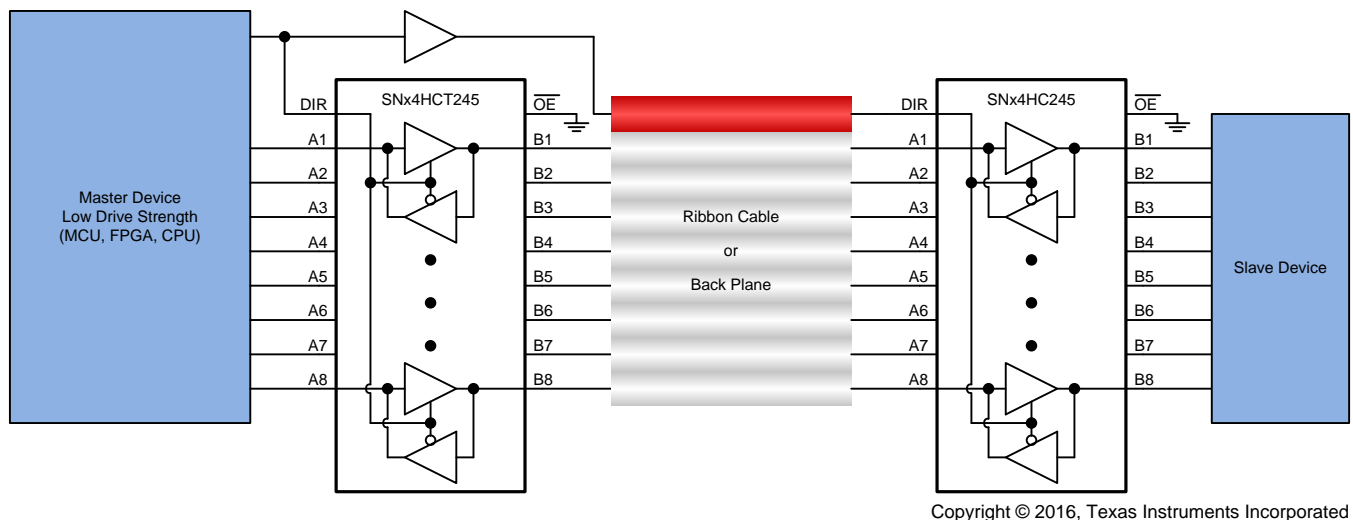 Master Device
Low Drive Strength
(MCU, FPGA, CPU)
SNx4HCT245
DIR
A1
A2
A3
A4
A5
A6
A7
A8
OE
B1
B2
B3
B4
B5
B6
B7
B8
Ribbon Cable
or
Back Plane
SNx4HC245
DIR
A1
A2
A3
A4
A5
A6
A7
A8
OE
B1
B2
B3
B4
B5
B6
B7
B8
Slave Device
Copyright © 2016, Texas Instruments Incorporated